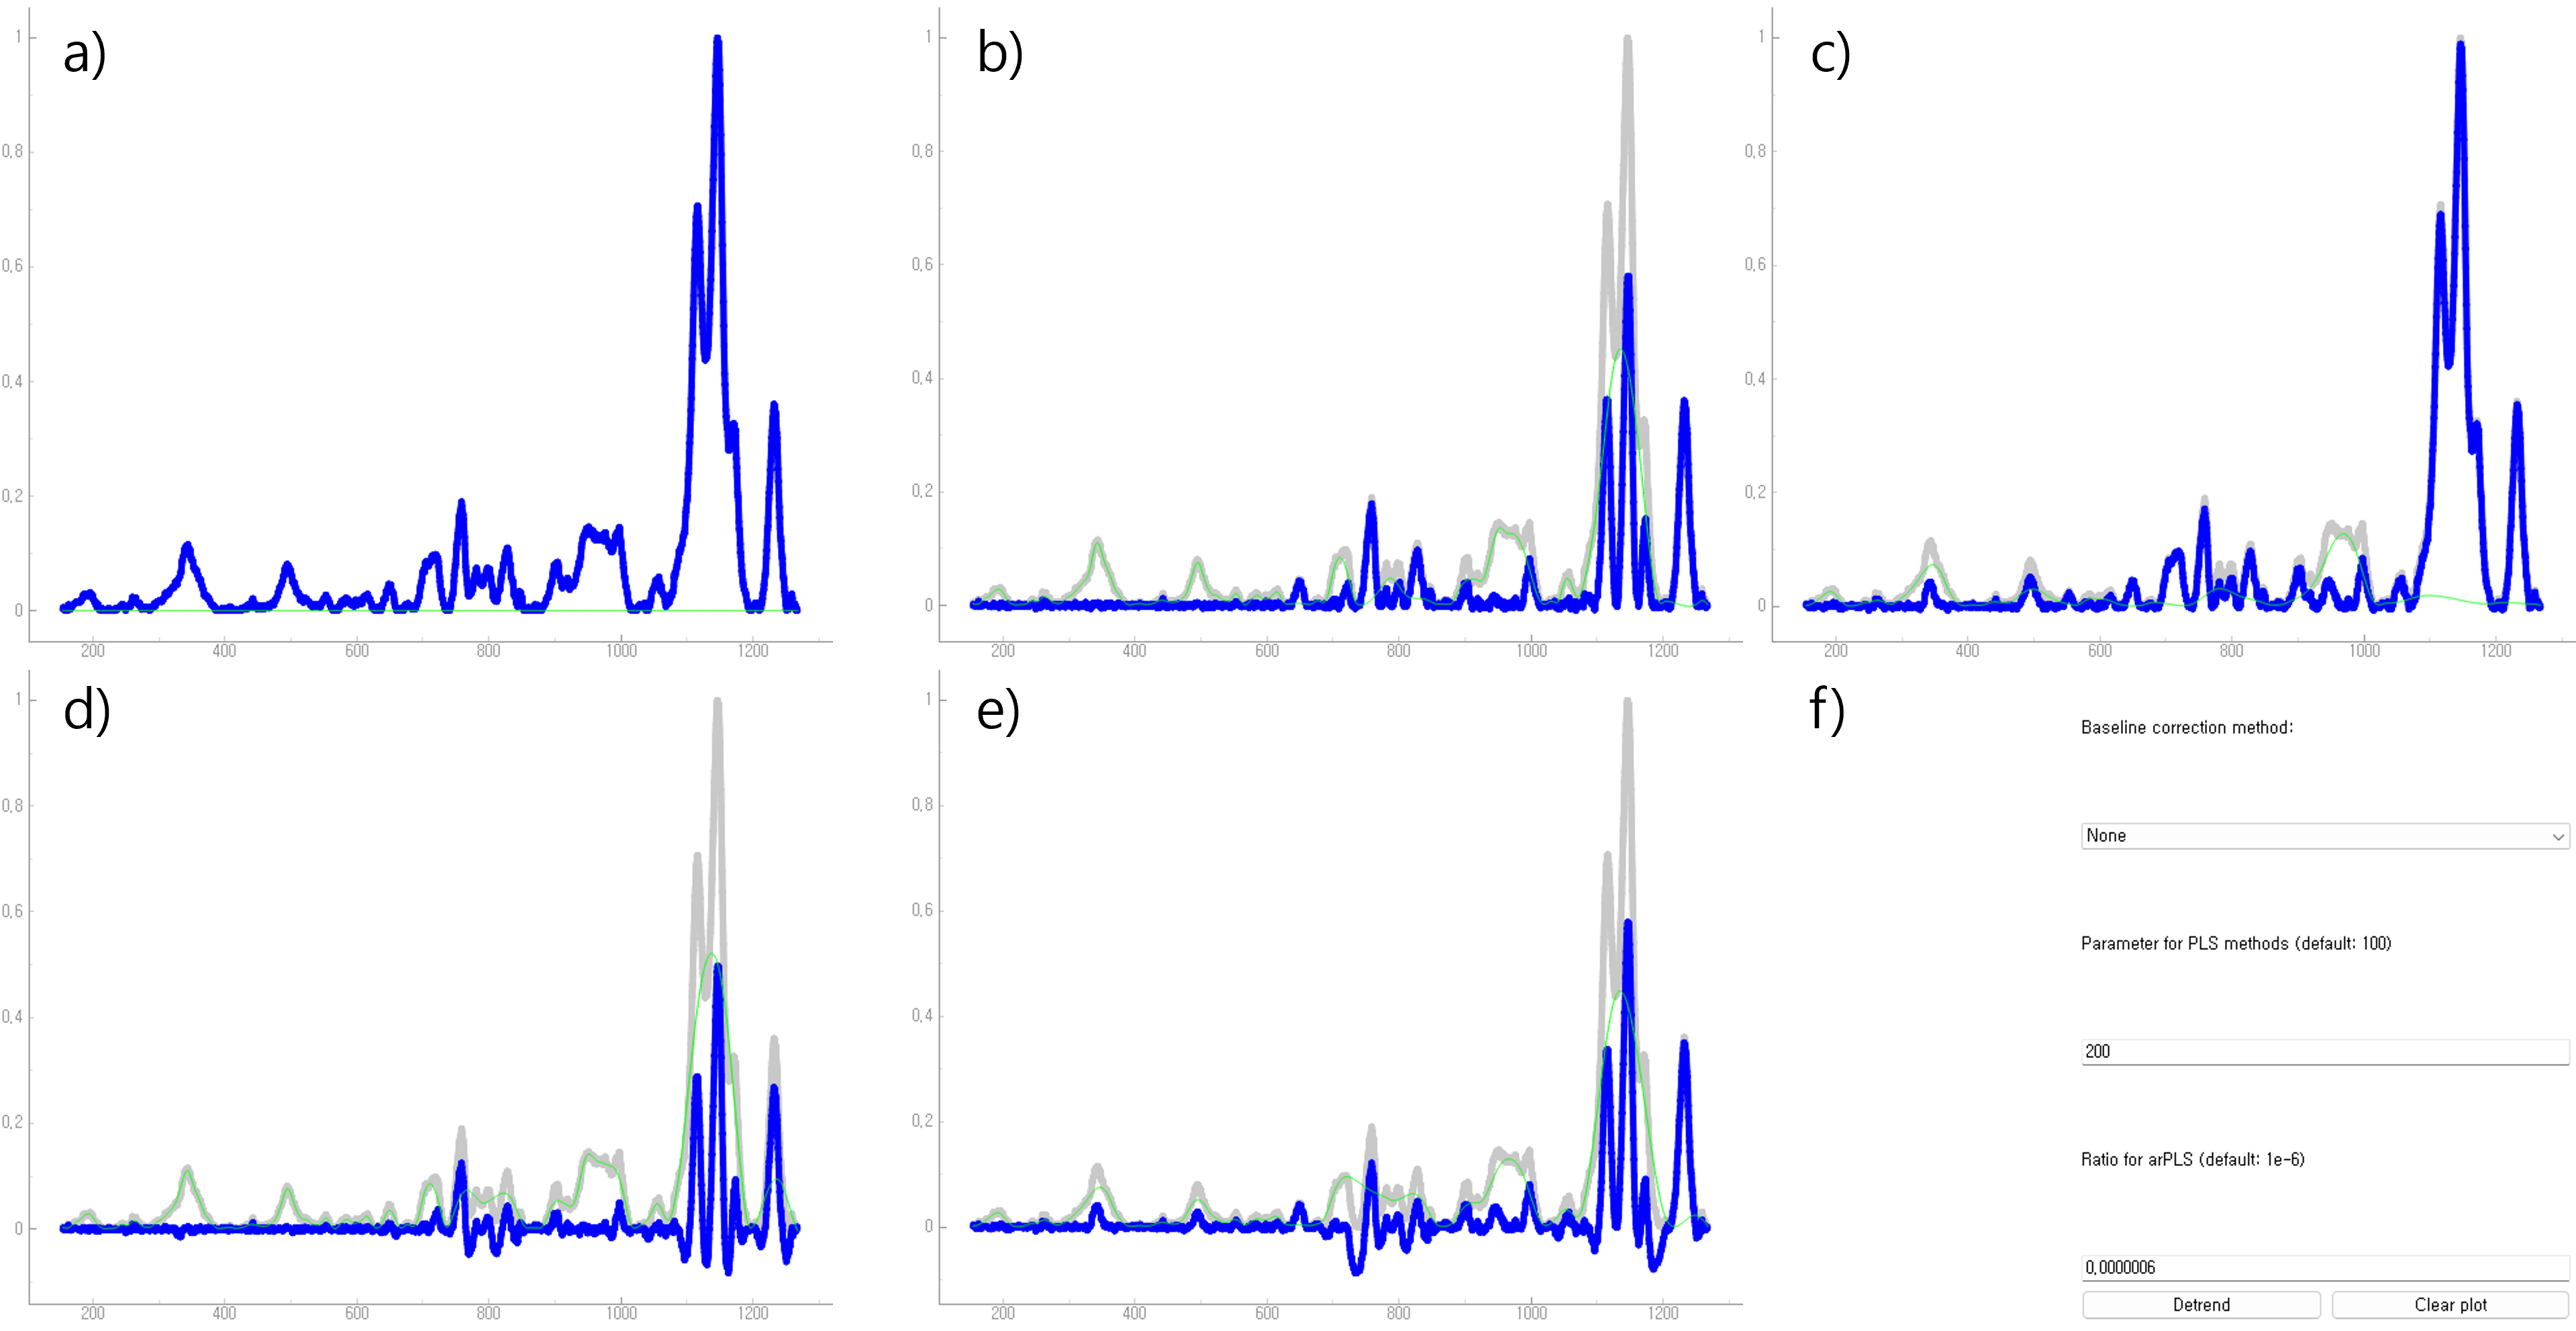 a)
1
0,8
0,6
0,4
0,2
0
200 400 600 800 1000 1200
b)
1
0,8
0,6
0,4
0,2
0
200 400 600 800 1000 1200
c)
1
0,8
0,6
0,4
0,2
0
200 400 600 800 1000 1200
d)
1
0,8
0,6
0,4
0,2
0
200 400 600 800 1000 1200
e)
1
0,8
0,6
0,4
0,2
0
200 400 600 800 1000 1200
f)
Baseline correction method:
None
Parameter for PLS methods (default: 100)
200
Ratio for arPLS (default: 1e-6)
0,0000006
Detrend Clear plot